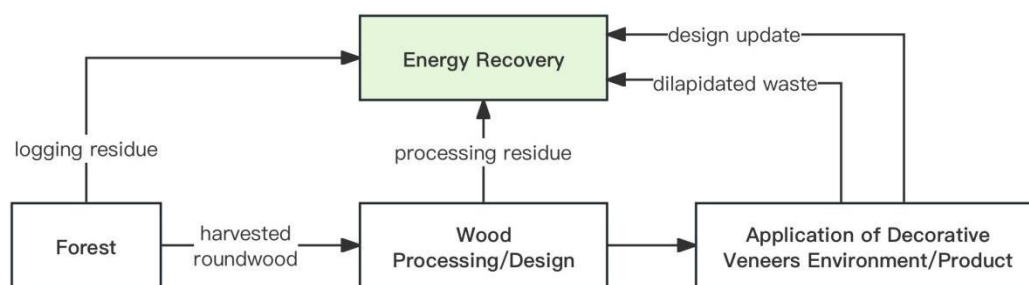 design update
Energy Recovery
dilapidated waste
logging residue
processing residue
Forest
harvested
roundwood
Wood
Processing/Design
Application of Decorative
Veneers Environment/Product